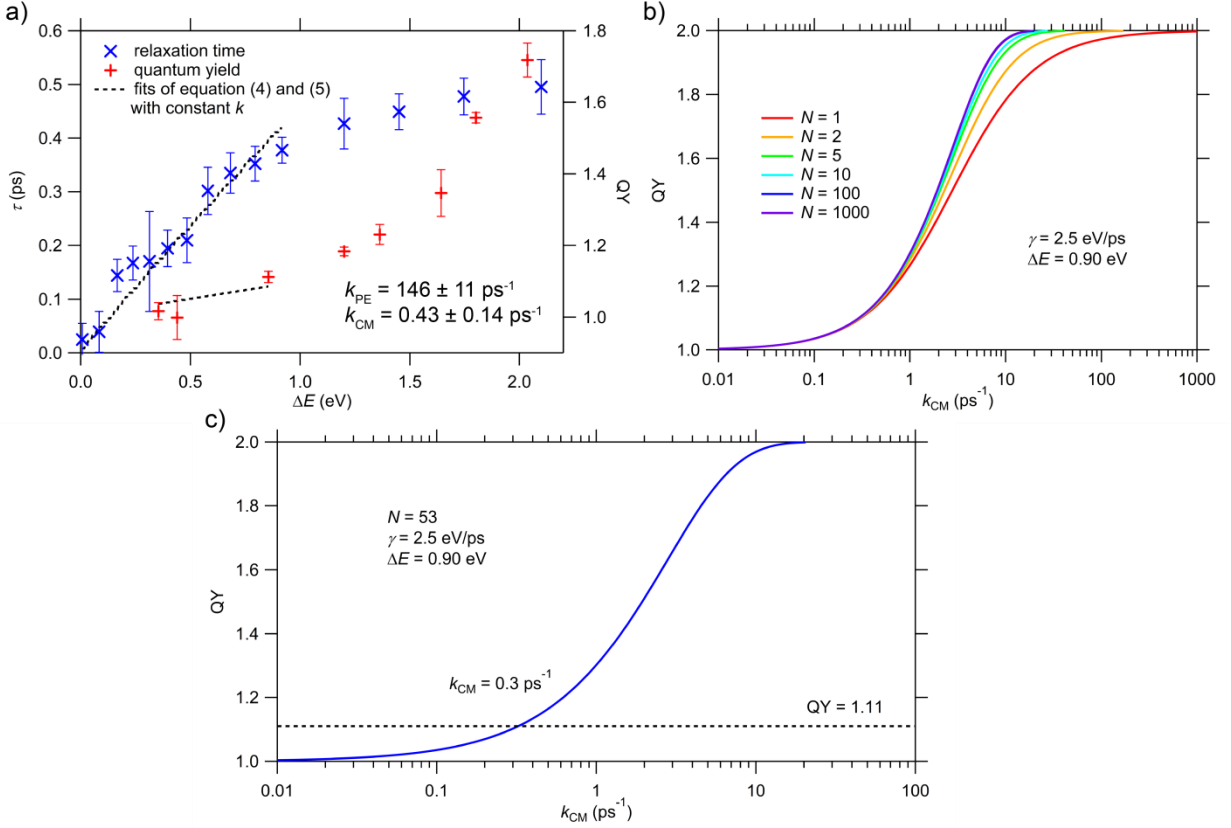 a)
0.6
0.5
0.4
0.3
0.2
0.1
0.0
τ (ps)
relaxation time
quantum yield
fits of equation (4) and (5)
with constant k
kPE = 146 ± 11 ps-1
kCM = 0.43 ± 0.14 ps-1
1.8
1.6
1.4
1.2
1.0
QY
0.0
0.5
1.0
1.5
2.0
ΔE (eV)
b)
2.0
1.8
1.6
1.4
1.2
1.0
QY
N = 1
N = 2
N = 5
N = 10
N = 100
N = 1000
γ = 2.5 eV/ps
ΔE = 0.90 eV
0.01
0.1
1
10
100
1000
kCM (ps-1)
c)
2.0
1.8
1.6
1.4
1.2
1.0
QY
N = 53
γ = 2.5 eV/ps
ΔE = 0.90 eV
kCM = 0.3 ps-1
QY = 1.11
0.01
0.1
1
10
100
kCM (ps-1)